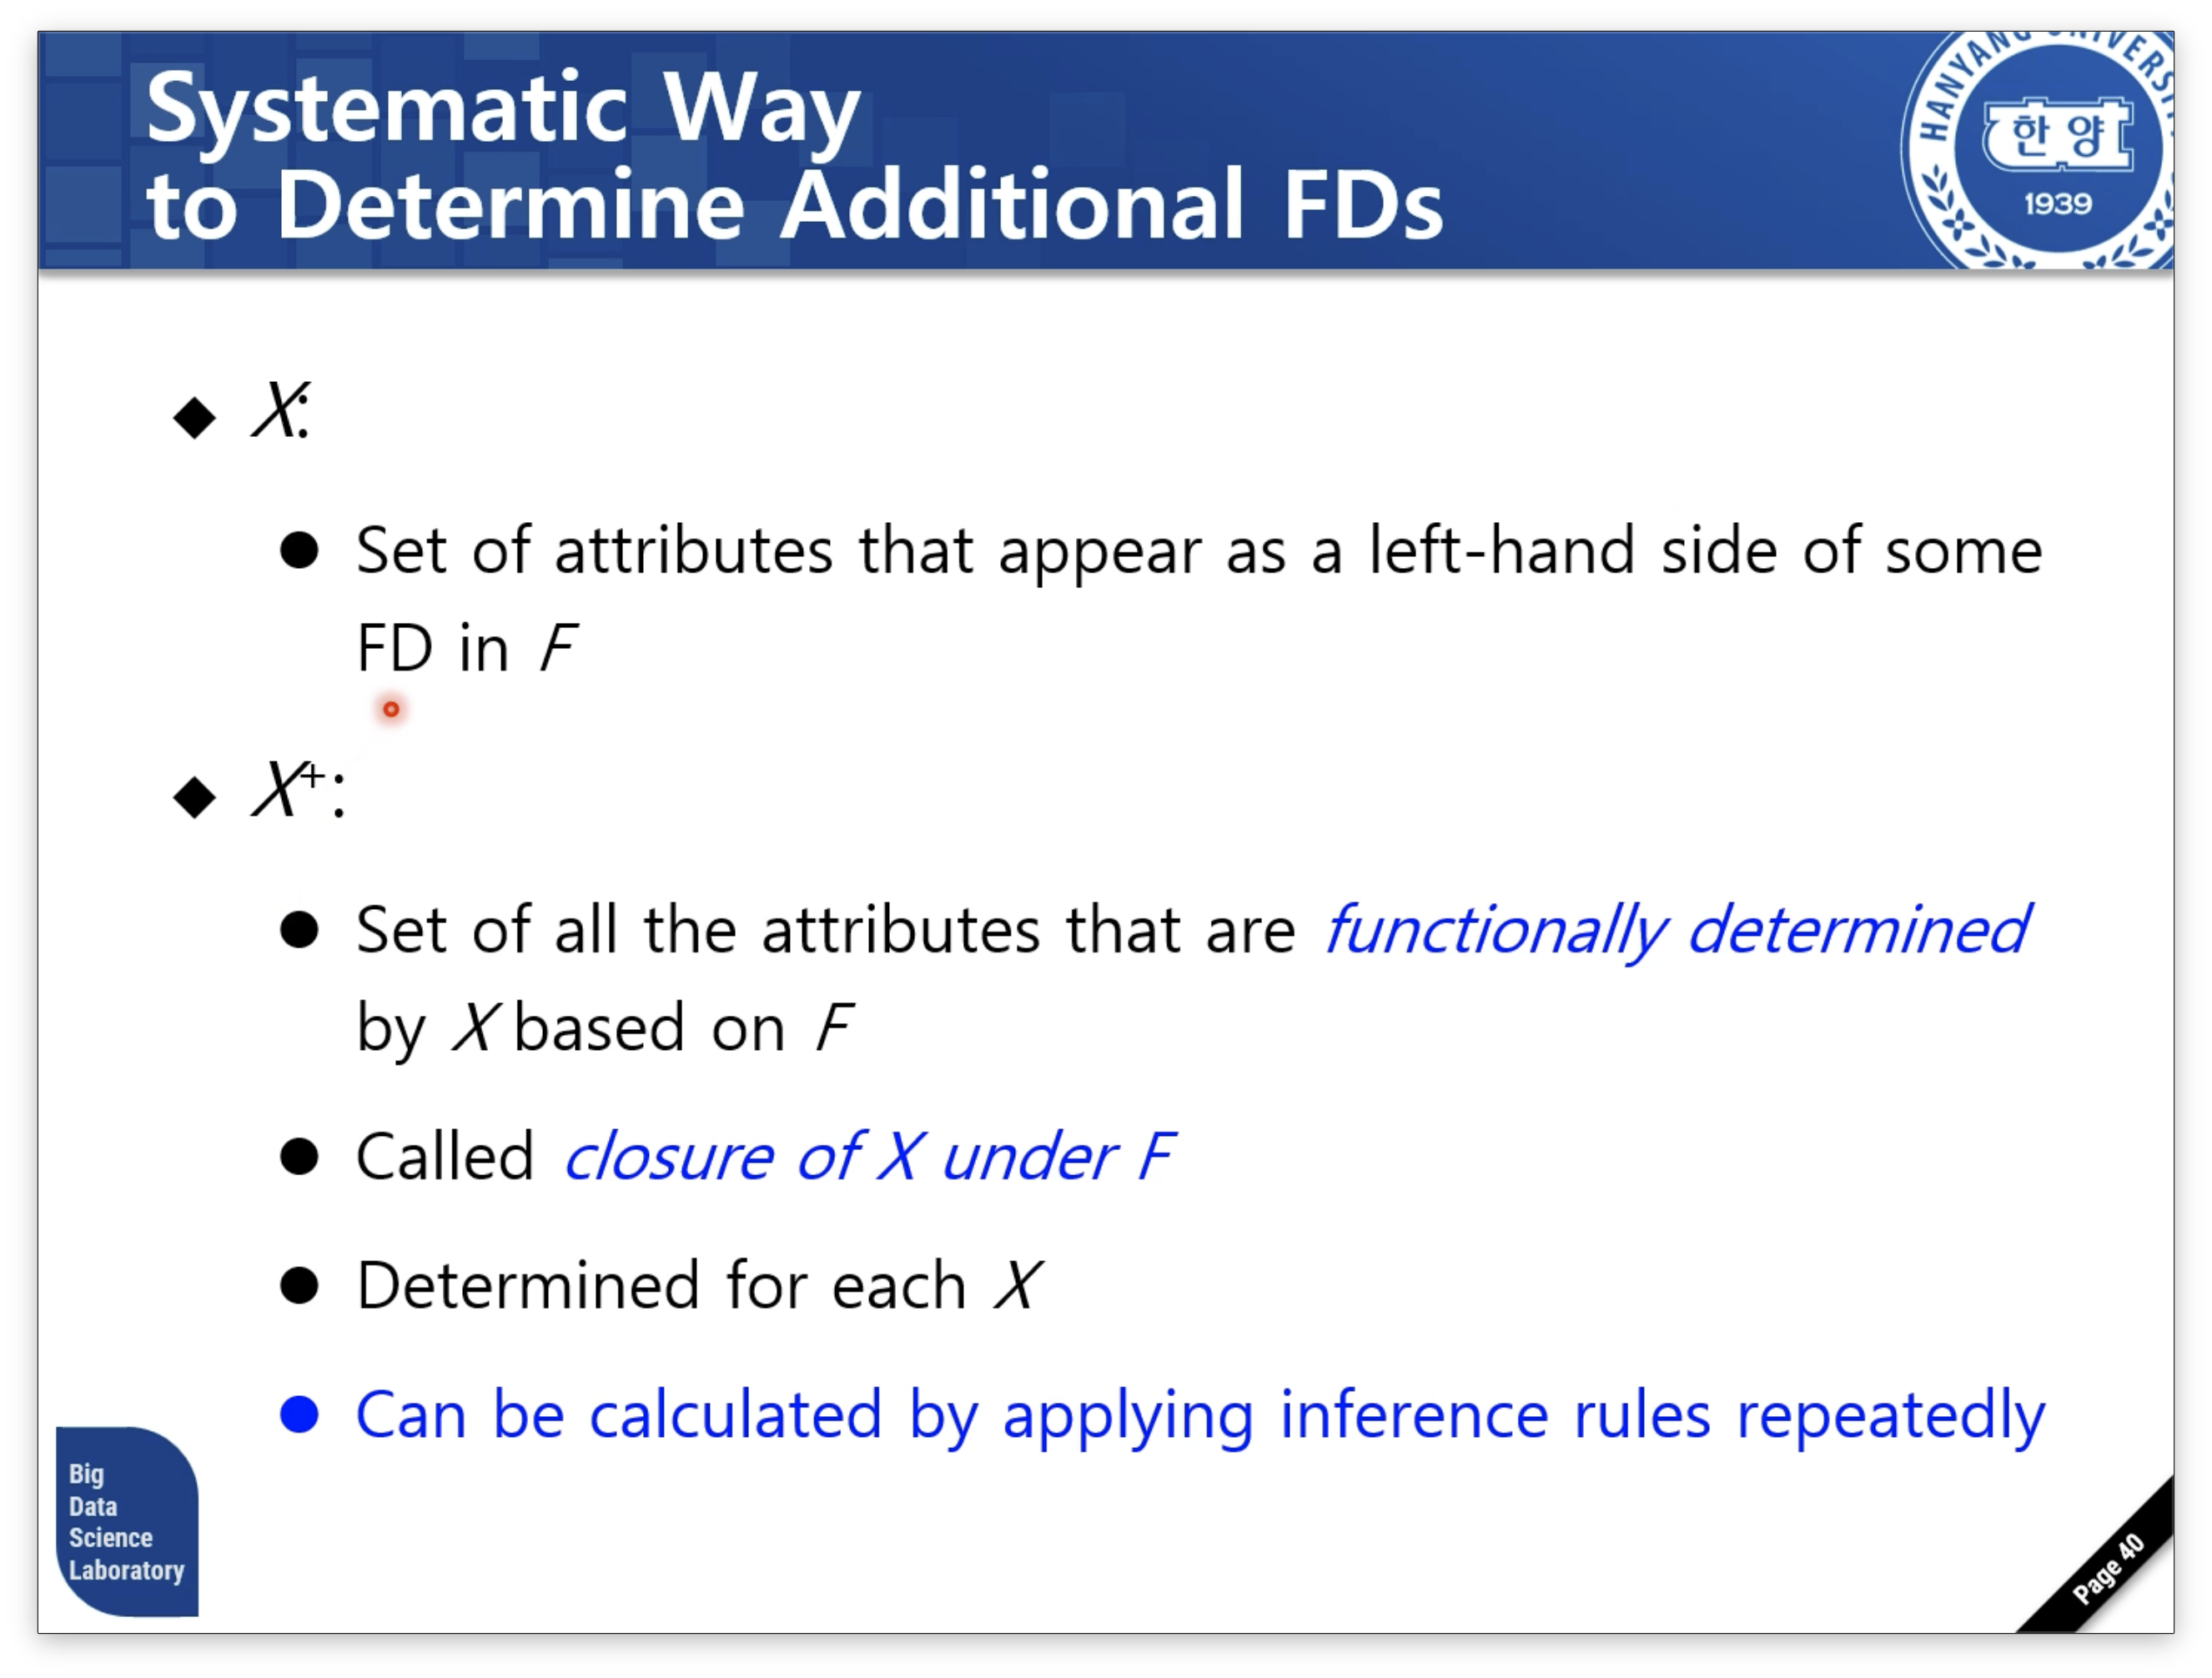 Systematic Way
to Determine Additional FDs
HANYANG UNIVERSI
한양
1939
◆ X:
● Set of attributes that appear as a left-hand side of some
FD in F
◆ X⁺:
● Set of all the attributes that are functionally determined
by X based on F
● Called closure of X under F
● Determined for each X
● Can be calculated by applying inference rules repeatedly
Big
Data
Science
Laboratory
Page 40